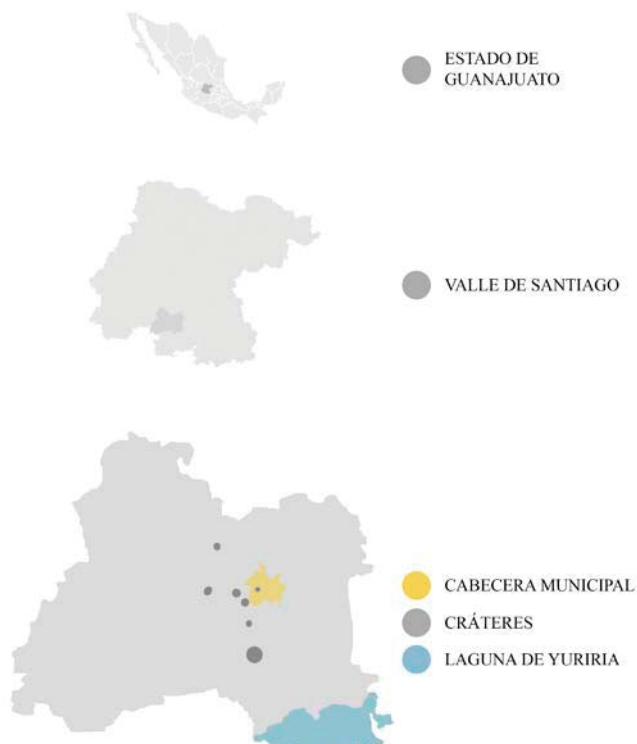 ESTADO DE
GUANAJUATO
VALLE DE SANTIAGO
CABECERA MUNICIPAL
CRÁTERES
LAGUNA DE YURIRIA